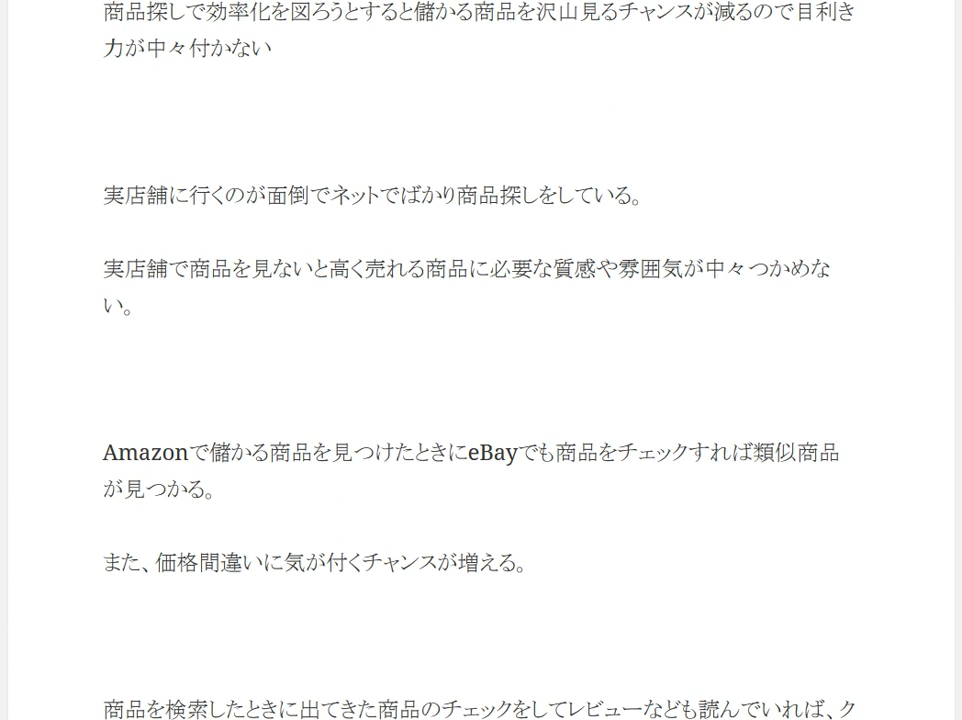 商品探しで効率化を図ろうとすると儲かる商品を沢山見るチャンスが減るので目利き
力が中々付かない
実店舗に行くのが面倒でネットでばかり商品探しをしている。
実店舗で商品を見ないと高く売れる商品に必要な質感や雰囲気が中々つかめな
い。
Amazonで儲かる商品を見つけたときにeBayでも商品をチェックすれば類似商品
が見つかる。
また、価格間違いに気が付くチャンスが増える。
商品を検索したときに出てきた商品のチェックをしてレビューなども読んでいれば、ク